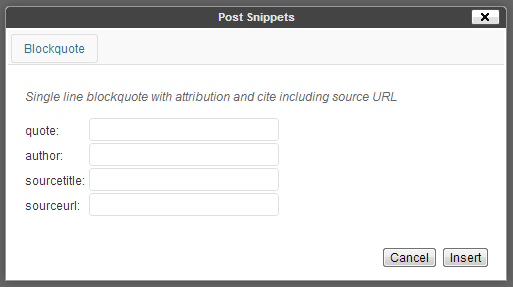 Post Snippets
Blockquote
Single line blockquote with attribution and cite including source URL
quote:
author:
sourcetitle:
sourceurl:
Cancel Insert